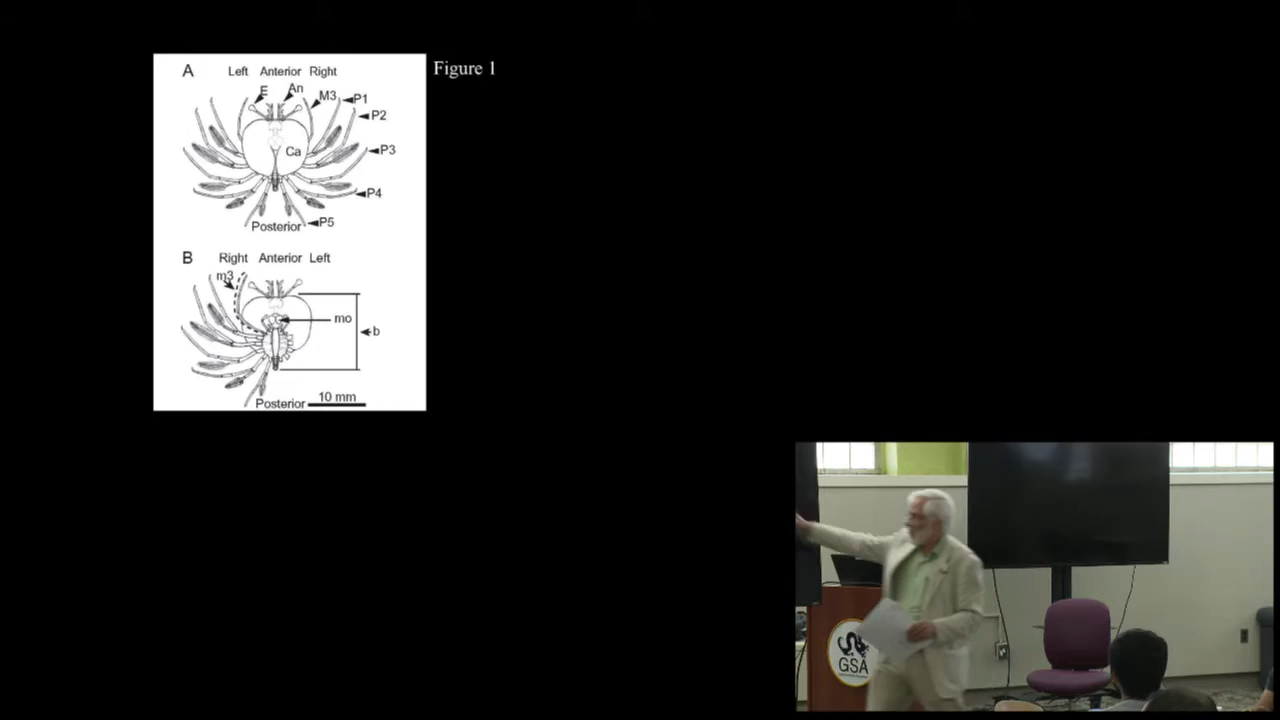 Figure 1
A
Left Anterior Right
E
An
M3
P1
P2
Ca
P3
P4
P5
Posterior
B
Right Anterior Left
m3
mo
b
10 mm
Posterior
GSA